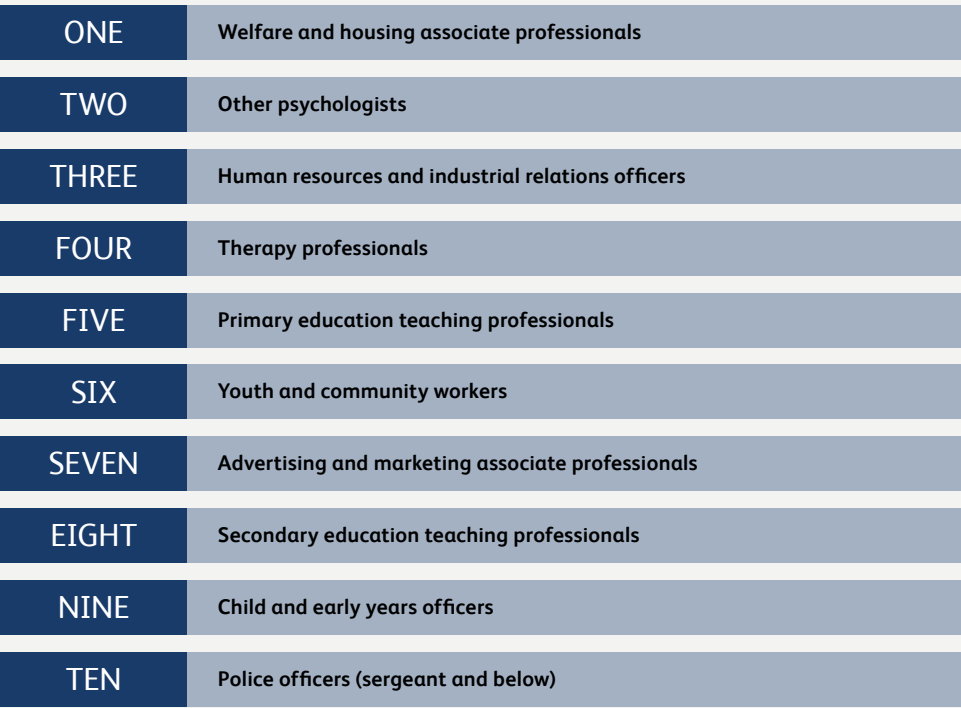 ONE Welfare and housing associate professionals
TWO Other psychologists
THREE Human resources and industrial relations officers
FOUR Therapy professionals
FIVE Primary education teaching professionals
SIX Youth and community workers
SEVEN Advertising and marketing associate professionals
EIGHT Secondary education teaching professionals
NINE Child and early years officers
TEN Police officers (sergeant and below)